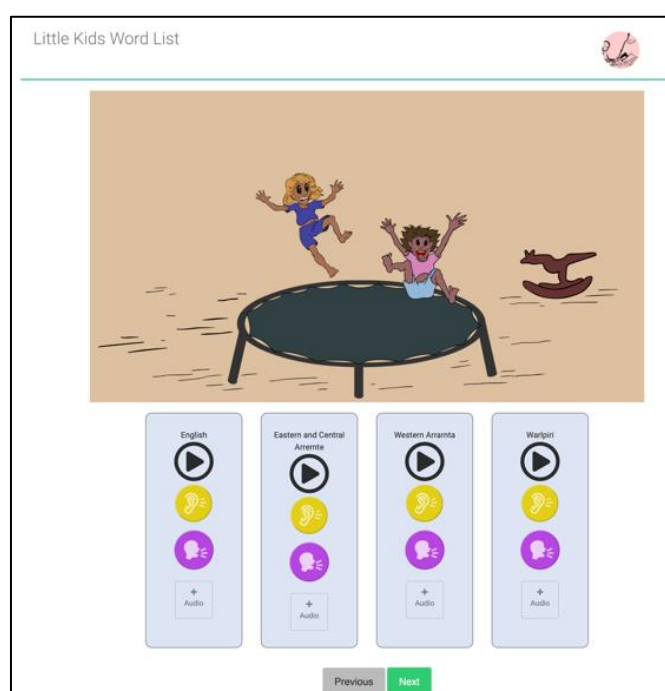 Little Kids Word List
English
Eastern and Central
Arrernte
Western Arrarnta
Warlpiri
+
Audio
+
Audio
+
Audio
+
Audio
Previous
Next